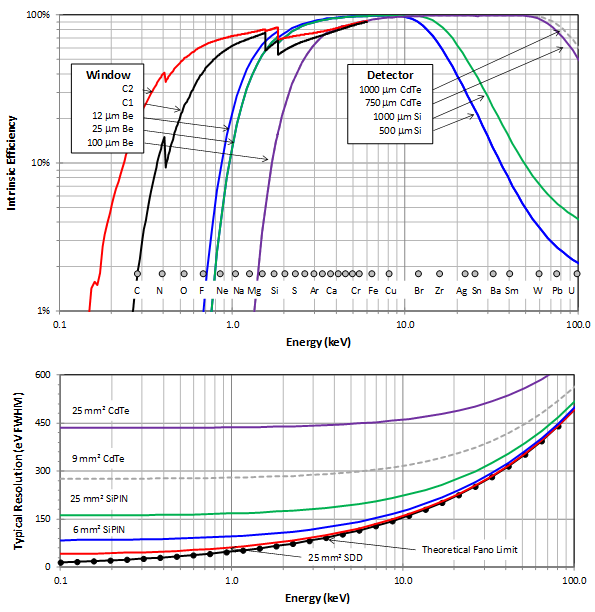 100%
10%
1%
Intrinsic Efficiency
Window
C2
C1
12 µm Be
25 µm Be
100 µm Be
Detector
1000 µm CdTe
750 µm CdTe
1000 µm Si
500 µm Si
C N O F Ne Na Mg Si S Ar Ca Cr Fe Cu Br Zr Ag Sn Ba Sm W Pb U
0.1 1.0 10.0 100.0
Energy (keV)
600
450
300
150
0
Typical Resolution (eV FWHM)
25 mm² CdTe
9 mm² CdTe
25 mm² SiPIN
6 mm² SiPIN
Theoretical Fano Limit
25 mm² SDD
0.1 1.0 10.0 100.0
Energy (keV)